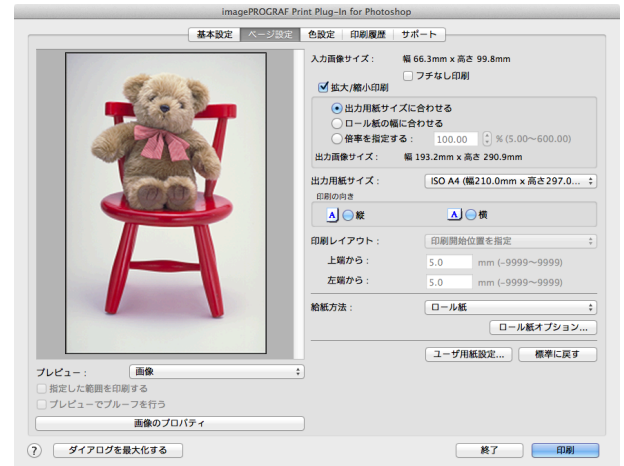 imagePROGRAF Print Plug-In for Photoshop
基本設定 ページ設定 色設定 印刷履歴 サポート
入力画像サイズ： 幅 66.3mm x 高さ 99.8mm
フチなし印刷
拡大/縮小印刷
出力用紙サイズに合わせる
ロール紙の幅に合わせる
倍率を指定する： 100.00 % (5.00〜600.00)
出力画像サイズ： 幅 193.2mm x 高さ 290.9mm
出力用紙サイズ： ISO A4 (幅210.0mm x 高さ297.0...
印刷の向き
A 縦 A 横
印刷レイアウト： 印刷開始位置を指定
上端から： 5.0 mm (-9999〜9999)
左端から： 5.0 mm (-9999〜9999)
給紙方法： ロール紙
ロール紙オプション...
ユーザ用紙設定... 標準に戻す
プレビュー： 画像
指定した範囲を印刷する
プレビューでプルーフを行う
画像のプロパティ
? ダイアログを最大化する 終了 印刷